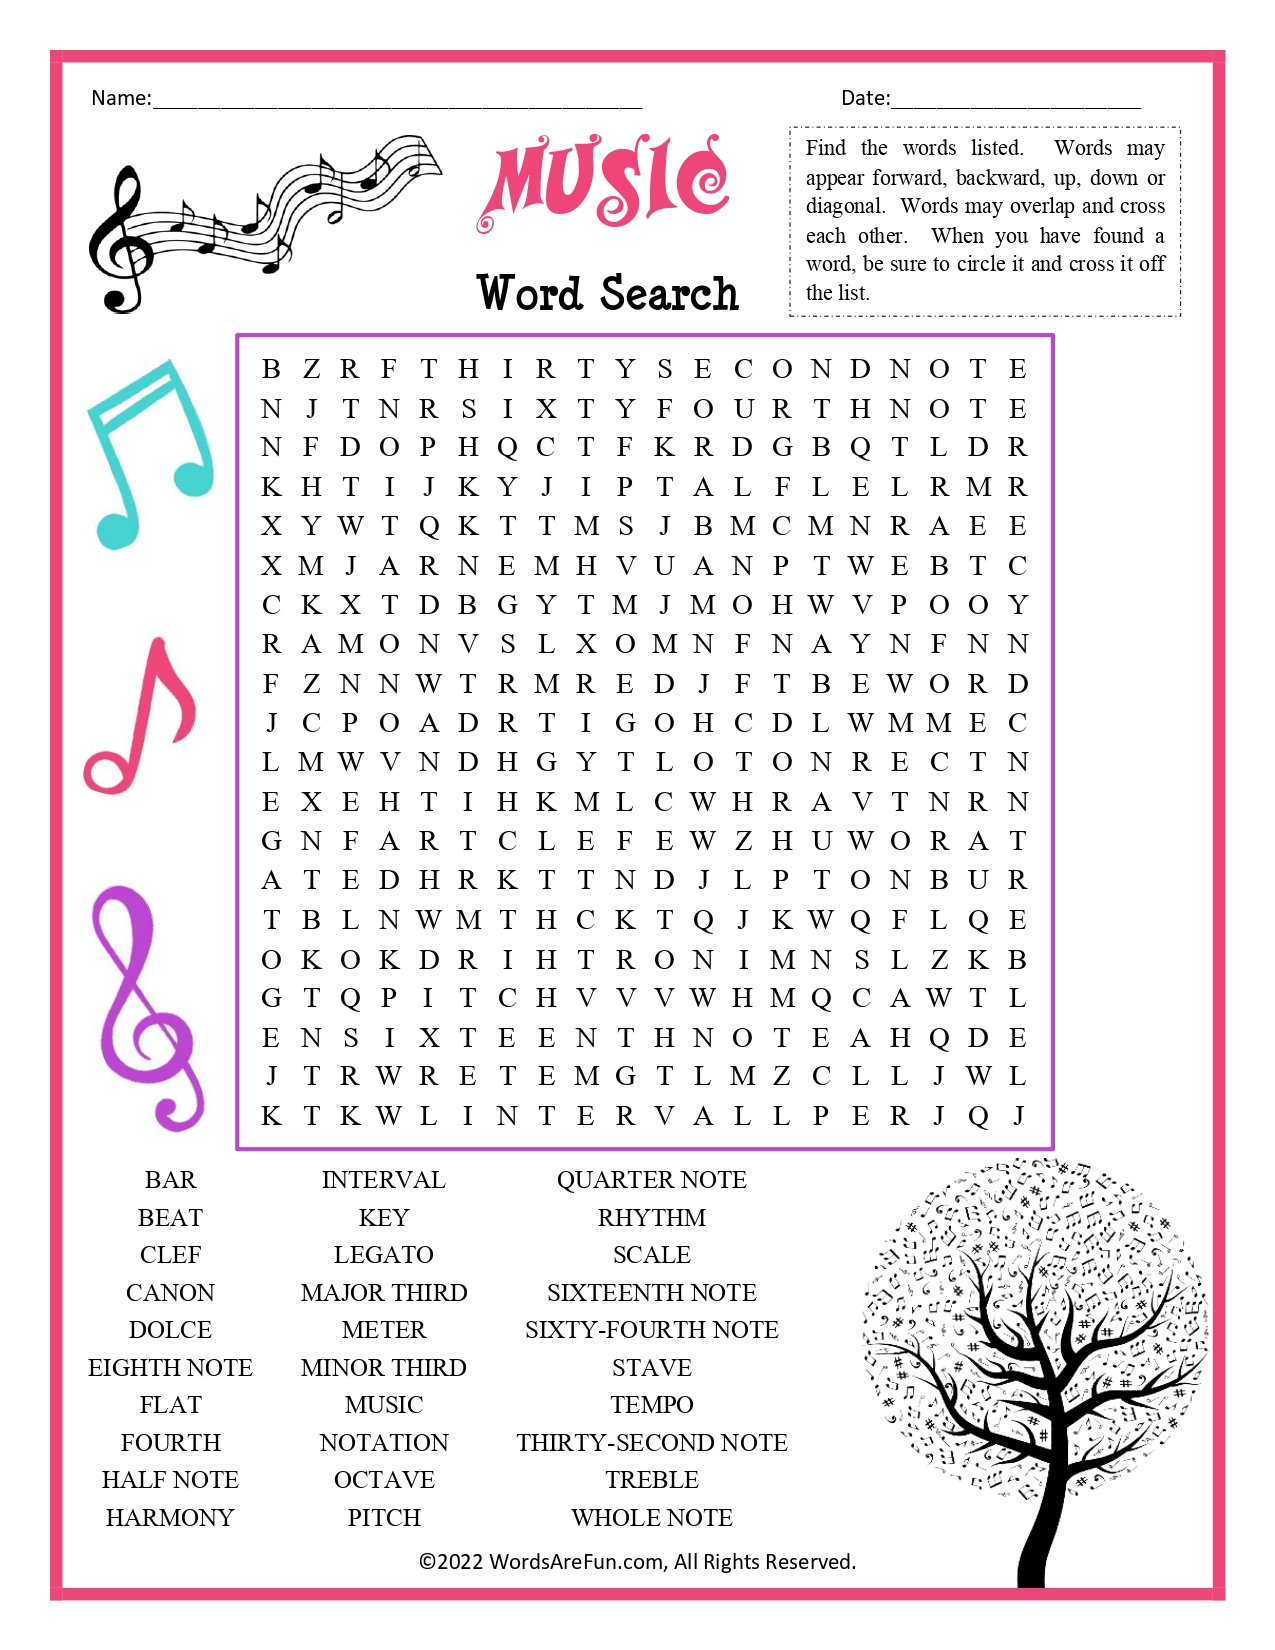 Name:_________________________________________ Date:_____________________
MUSIC
Word Search
Find the words listed. Words may
appear forward, backward, up, down or
diagonal. Words may overlap and cross
each other. When you have found a
word, be sure to circle it and cross it off
the list.
B Z R F T H I R T Y S E C O N D N O T E
N J T N R S I X T Y F O U R T H N O T E
N F D O P H Q C T F K R D G B Q T L D R
K H T I J K Y J I P T A L F L E L R M R
X Y W T Q K T T M S J B M C M N R A E E
X M J A R N E M H V U A N P T W E B T C
C K X T D B G Y T M J M O H W V P O O Y
R A M O N V S L X O M N F N A Y N F N N
F Z N N W T R M R E D J F T B E W O R D
J C P O A D R T I G O H C D L W M M E C
L M W V N D H G Y T L O T O N R E C T N
E X E H T I H K M L C W H R A V T N R N
G N F A R T C L E F E W Z H U W O R A T
A T E D H R K T T N D J L P T O N B U R
T B L N W M T H C K T Q J K W Q F L Q E
O K O K D R I H T R O N I M N S L Z K B
G T Q P I T C H V V V W H M Q C A W T L
E N S I X T E E N T H N O T E A H Q D E
J T R W R E T E M G T L M Z C L L J W L
K T K W L I N T E R V A L L P E R J Q J
BAR INTERVAL QUARTER NOTE
BEAT KEY RHYTHM
CLEF LEGATO SCALE
CANON MAJOR THIRD SIXTEENTH NOTE
DOLCE METER SIXTY-FOURTH NOTE
EIGHTH NOTE MINOR THIRD STAVE
FLAT MUSIC TEMPO
FOURTH NOTATION THIRTY-SECOND NOTE
HALF NOTE OCTAVE TREBLE
HARMONY PITCH WHOLE NOTE
©2022 WordsAreFun.com, All Rights Reserved.